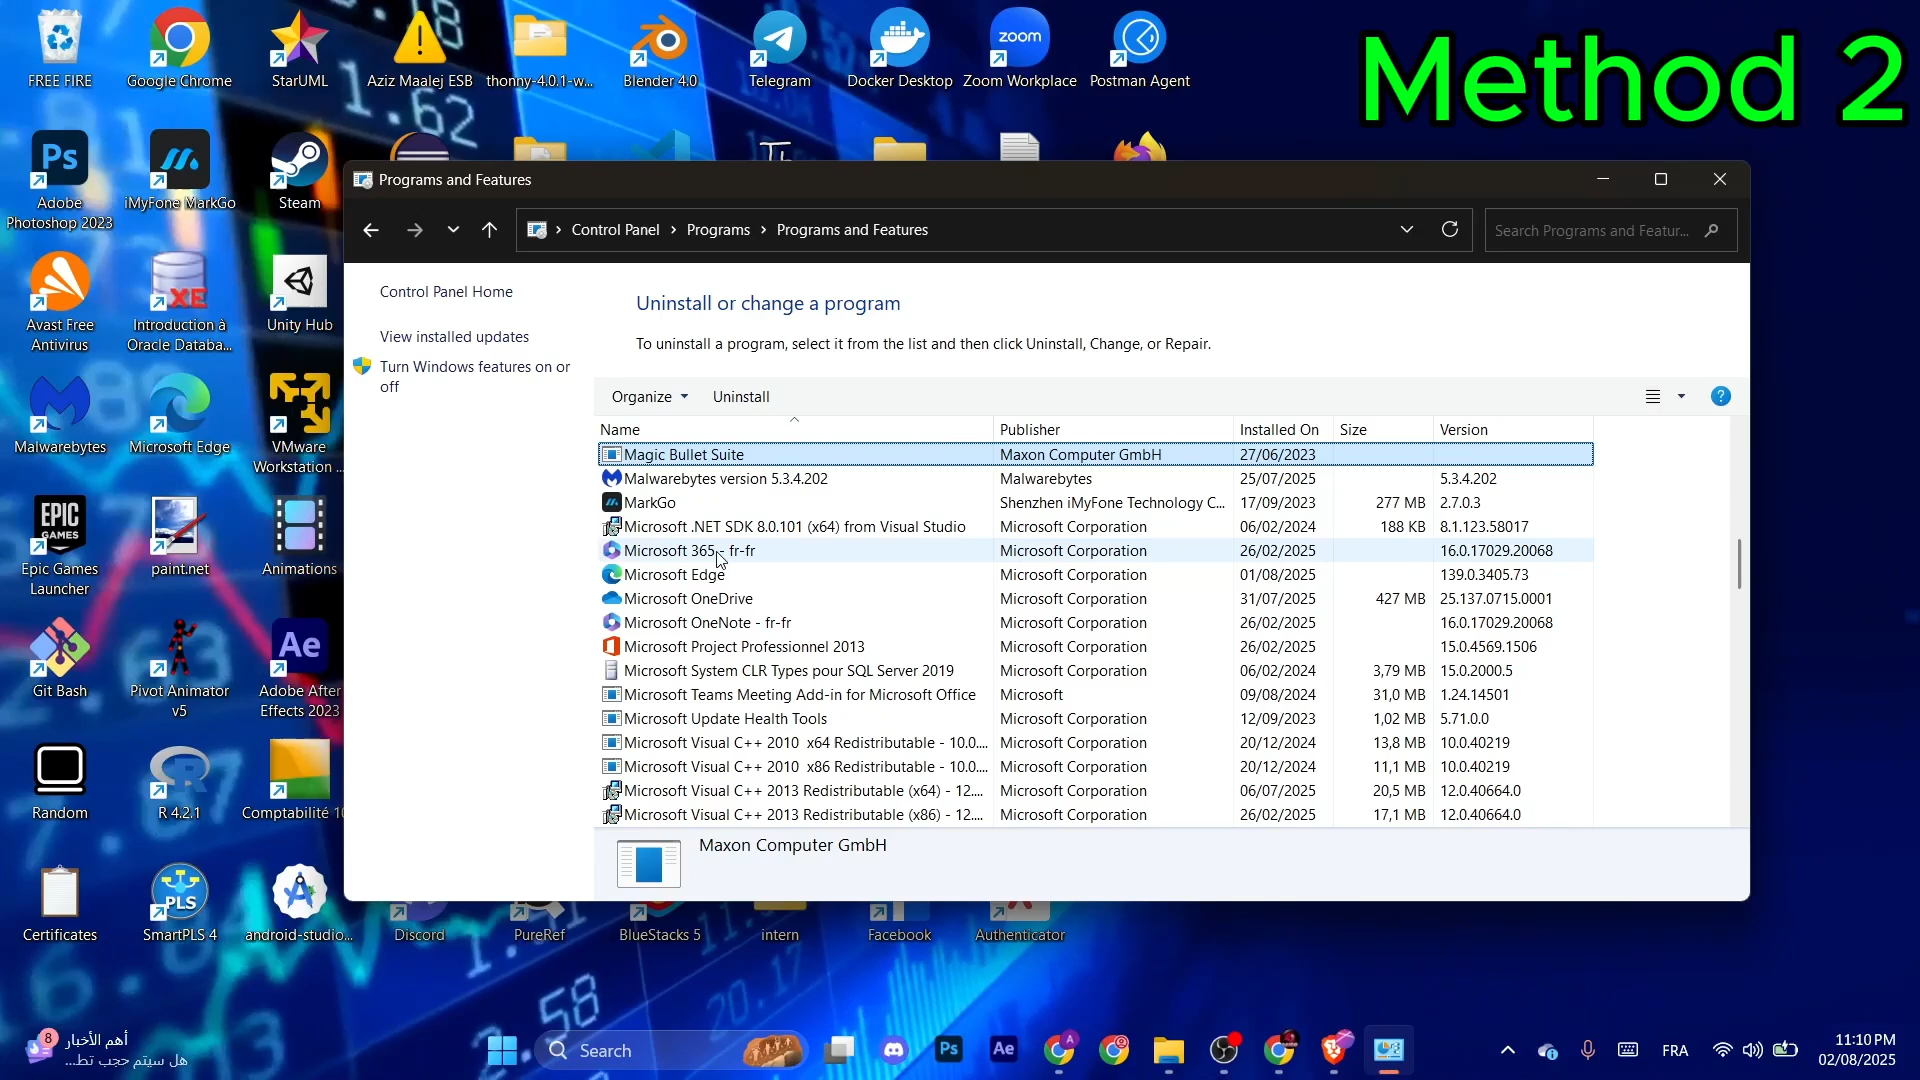 Method 2
FREE FIRE
Google Chrome
StarUML
Aziz Maalej ESB
thonny-4.0.1-w...
Blender 4.0
Telegram
Docker Desktop
zoom
Zoom Workplace
Postman Agent
Ps
Adobe
Photoshop 2023
iMyFone MarkGo
Steam
Avast Free
Antivirus
XE
Introduction à
Oracle Databa...
Unity Hub
Malwarebytes
Microsoft Edge
VMware
Workstation ...
EPIC
GAMES
Epic Games
Launcher
paint.net
Animations
Git Bash
Pivot Animator
v5
Ae
Adobe After
Effects 2023
Random
R 4.2.1
Comptabilité 10
Certificates
PLS
SmartPLS 4
android-studio...
Discord
PureRef
BlueStacks 5
intern
Facebook
Authenticator
Programs and Features
Control Panel > Programs > Programs and Features
Search Programs and Featur...
Control Panel Home
View installed updates
Turn Windows features on or
off
Uninstall or change a program
To uninstall a program, select it from the list and then click Uninstall, Change, or Repair.
Organize Uninstall
?
Name Publisher Installed On Size Version
Magic Bullet Suite Maxon Computer GmbH 27/06/2023
Malwarebytes version 5.3.4.202 Malwarebytes 25/07/2025 5.3.4.202
MarkGo Shenzhen iMyFone Technology C... 17/09/2023 277 MB 2.7.0.3
Microsoft .NET SDK 8.0.101 (x64) from Visual Studio Microsoft Corporation 06/02/2024 188 KB 8.1.123.58017
Microsoft 365 - fr-fr Microsoft Corporation 26/02/2025 16.0.17029.20068
Microsoft Edge Microsoft Corporation 01/08/2025 139.0.3405.73
Microsoft OneDrive Microsoft Corporation 31/07/2025 427 MB 25.137.0715.0001
Microsoft OneNote - fr-fr Microsoft Corporation 26/02/2025 16.0.17029.20068
Microsoft Project Professionnel 2013 Microsoft Corporation 26/02/2025 15.0.4569.1506
Microsoft System CLR Types pour SQL Server 2019 Microsoft Corporation 06/02/2024 3,79 MB 15.0.2000.5
Microsoft Teams Meeting Add-in for Microsoft Office Microsoft 09/08/2024 31,0 MB 1.24.14501
Microsoft Update Health Tools Microsoft Corporation 12/09/2023 1,02 MB 5.71.0.0
Microsoft Visual C++ 2010 x64 Redistributable - 10.0.... Microsoft Corporation 20/12/2024 13,8 MB 10.0.40219
Microsoft Visual C++ 2010 x86 Redistributable - 10.0.... Microsoft Corporation 20/12/2024 11,1 MB 10.0.40219
Microsoft Visual C++ 2013 Redistributable (x64) - 12.... Microsoft Corporation 06/07/2025 20,5 MB 12.0.40664.0
Microsoft Visual C++ 2013 Redistributable (x86) - 12.... Microsoft Corporation 26/02/2025 17,1 MB 12.0.40664.0
Maxon Computer GmbH
1.62
1.41
2.58
20.17
8
أهم الأخبار
هل سيتم حجب تط...
Search
Ps
Ae
A
FRA
11:10 PM
02/08/2025